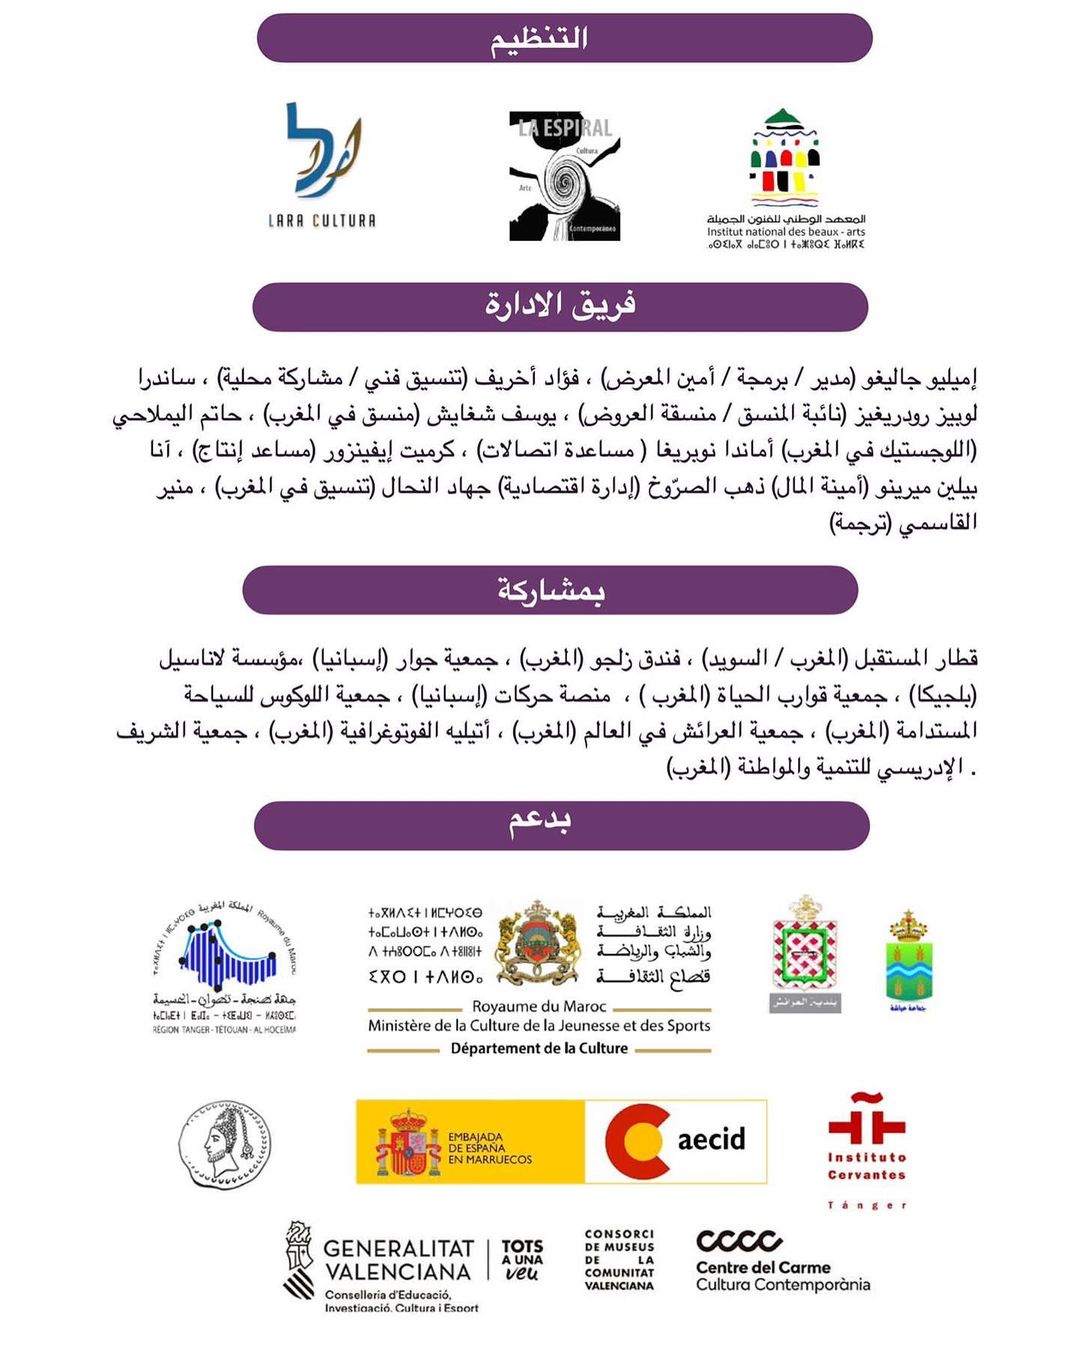 التنظيم
LARA CULTURA
LA ESPIRAL
Cultura
Arte
Contemporáneo
المعهد الوطني للفنون الجميلة
Institut national des beaux - arts
فريق الادارة
إميليو جاليغو (مدير / برمجة / أمين المعرض) ، فؤاد أخريف (تنسيق فني / مشاركة محلية) ، ساندرا
لوبيز رودريغيز (نائبة المنسق / منسقة العروض) ، يوسف شغايش (منسق في المغرب) ، حاتم اليملاحي
(اللوجستيك في المغرب) أماندا نوبريغا ( مساعدة اتصالات) ، كرميت إيفينزور (مساعد إنتاج) ، آنا
بيلين ميرينو (أمينة المال) ذهب الصرّوخ (إدارة اقتصادية) جهاد النحال (تنسيق في المغرب) ، منير
القاسمي (ترجمة)
بمشاركة
قطار المستقبل (المغرب / السويد) ، فندق زلجو (المغرب) ، جمعية جوار (إسبانيا) ،مؤسسة لاناسيل
(بلجيكا) ، جمعية قوارب الحياة (المغرب ) ، منصة حركات (إسبانيا) ، جمعية اللوكوس للسياحة
المستدامة (المغرب) ، جمعية العرائش في العالم (المغرب) ، أتيليه الفوتوغرافية (المغرب) ، جمعية الشريف
الإدريسي للتنمية والمواطنة (المغرب) .
بدعم
المملكة المغربية
Royaume du Maroc
جهة طنجة - تطوان - الحسيمة
RÉGION TANGER - TÉTOUAN - AL HOCEÏMA
المملكة المغربية
وزارة الثقافة
والشباب والرياضة
قطاع الثقافة
Royaume du Maroc
Ministère de la Culture de la Jeunesse et des Sports
Département de la Culture
بلدية العرائش
جماعة عياشة
EMBAJADA
DE ESPAÑA
EN MARRUECOS
aecid
Instituto
Cervantes
Tánger
GENERALITAT
VALENCIANA
Conselleria d'Educació,
Investigació, Cultura i Esport
TOTS
A UNA
veu
CONSORCI
DE MUSEUS
DE LA
COMUNITAT
VALENCIANA
CCCC
Centre del Carme
Cultura Contemporània